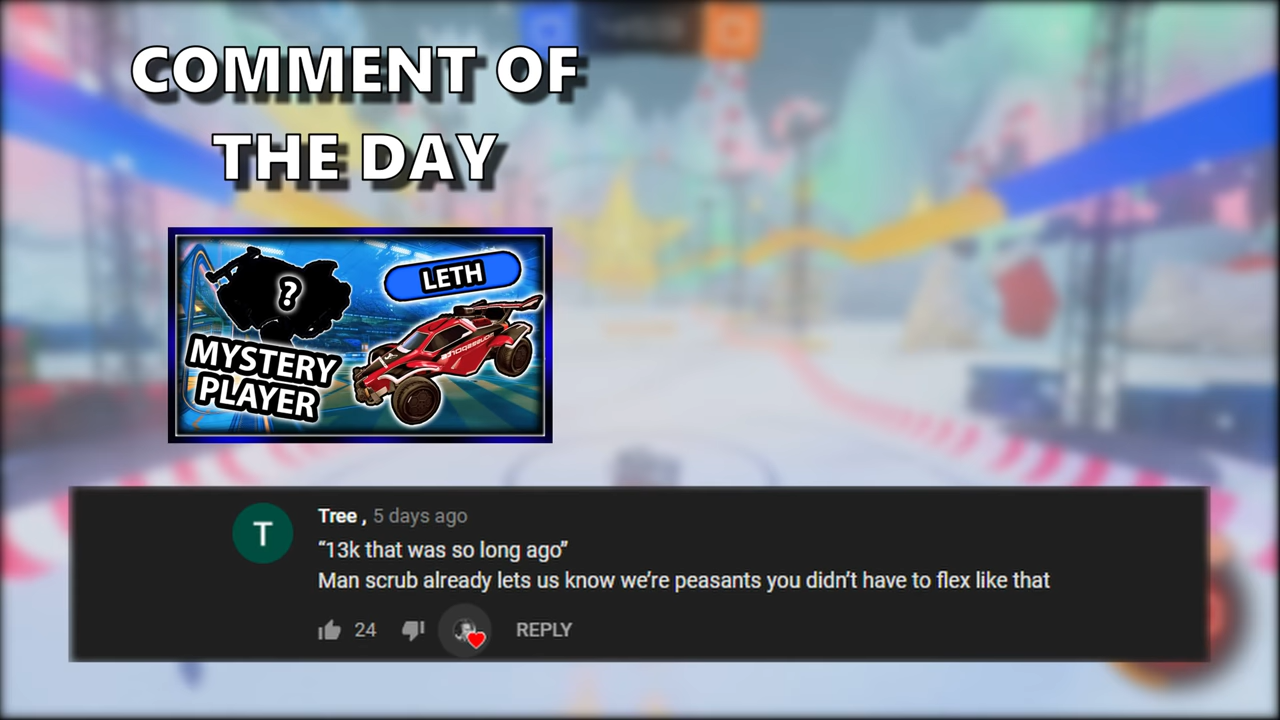 COMMENT OF
THE DAY
?
LETH
MYSTERY
PLAYER
T
Tree , 5 days ago
“13k that was so long ago”
Man scrub already lets us know we’re peasants you didn’t have to flex like that
24
REPLY